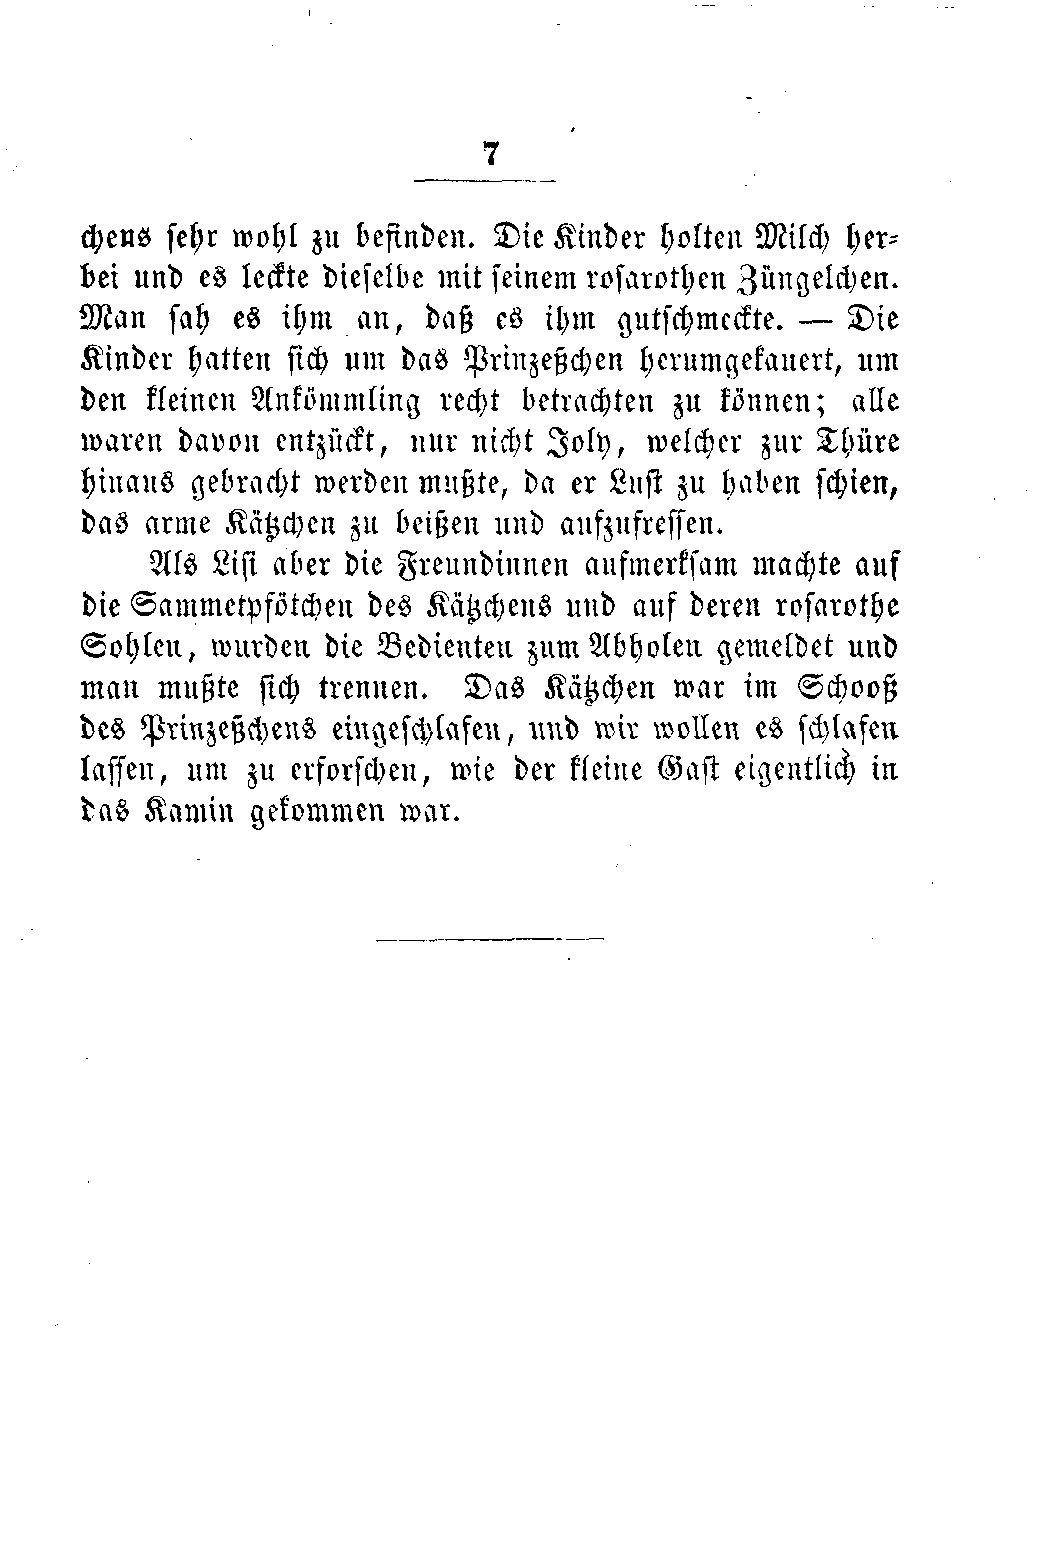 7
chens sehr wohl zu befinden. Die Kinder holten Milch her-
bei und es leckte dieselbe mit seinem rosarothen Züngelchen.
Man sah es ihm an, daß es ihm gutschmeckte. — Die
Kinder hatten sich um das Prinzeßchen herumgekauert, um
den kleinen Ankömmling recht betrachten zu können; alle
waren davon entzückt, nur nicht Joly, welcher zur Thüre
hinaus gebracht werden mußte, da er Lust zu haben schien,
das arme Kätzchen zu beißen und aufzufressen.
Als Lisi aber die Freundinnen aufmerksam machte auf
die Sammetpfötchen des Kätzchens und auf deren rosarothe
Sohlen, wurden die Bedienten zum Abholen gemeldet und
man mußte sich trennen. Das Kätzchen war im Schooß
des Prinzeßchens eingeschlafen, und wir wollen es schlafen
lassen, um zu erforschen, wie der kleine Gast eigentlich in
das Kamin gekommen war.